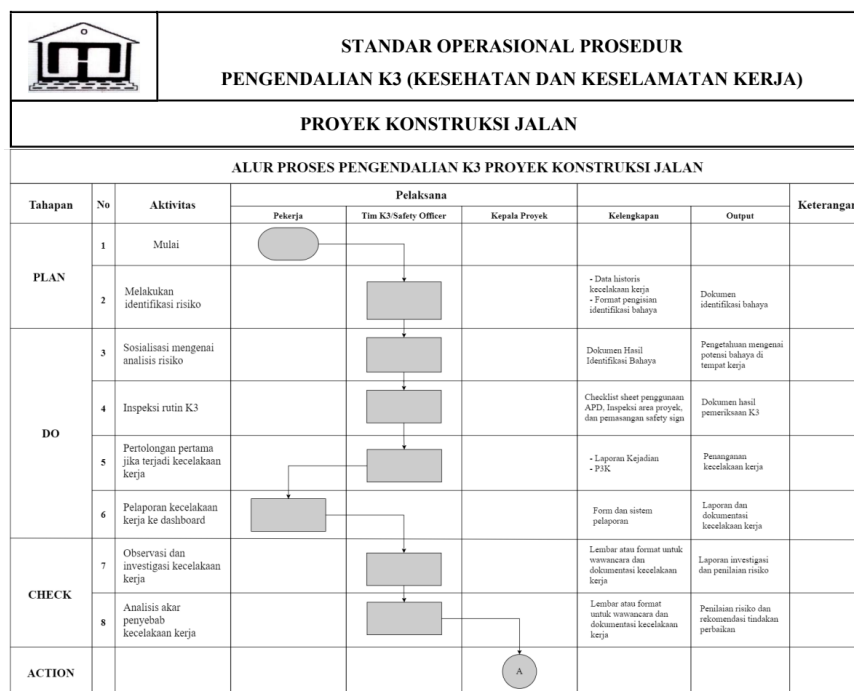 STANDAR OPERASIONAL PROSEDUR
PENGENDALIAN K3 (KESEHATAN DAN KESELAMATAN KERJA)
PROYEK KONSTRUKSI JALAN
ALUR PROSES PENGENDALIAN K3 PROYEK KONSTRUKSI JALAN
Tahapan
No
Aktivitas
Pelaksana
Keterangan
Pekerja
Tim K3/Safety Officer
Kepala Proyek
Kelengkapan
Output
PLAN
1
Mulai
2
Melakukan
identifikasi risiko
- Data historis
kecelakaan kerja
- Format pengisian
identifikasi bahaya
Dokumen
identifikasi bahaya
DO
3
Sosialisasi mengenai
analisis risiko
Dokumen Hasil
Identifikasi Bahaya
Pengetahuan mengenai
potensi bahaya di
tempat kerja
4
Inspeksi rutin K3
Checklist sheet penggunaan
APD, Inspeksi area proyek,
dan pemasangan safety sign
Dokumen hasil
pemeriksaan K3
5
Pertolongan pertama
jika terjadi kecelakaan
kerja
- Laporan Kejadian
- P3K
Penanganan
kecelakaan kerja
6
Pelaporan kecelakaan
kerja ke dashboard
Form dan sistem
pelaporan
Laporan dan
dokumentasi
kecelakaan kerja
CHECK
7
Observasi dan
investigasi kecelakaan
kerja
Lembar atau format untuk
wawancara dan
dokumentasi kecelakaan
kerja
Laporan investigasi
dan penilaian risiko
8
Analisis akar
penyebab
kecelakaan kerja
Lembar atau format
untuk wawancara dan
dokumentasi kecelakaan
kerja
Penilaian risiko dan
rekomendasi tindakan
perbaikan
ACTION
A